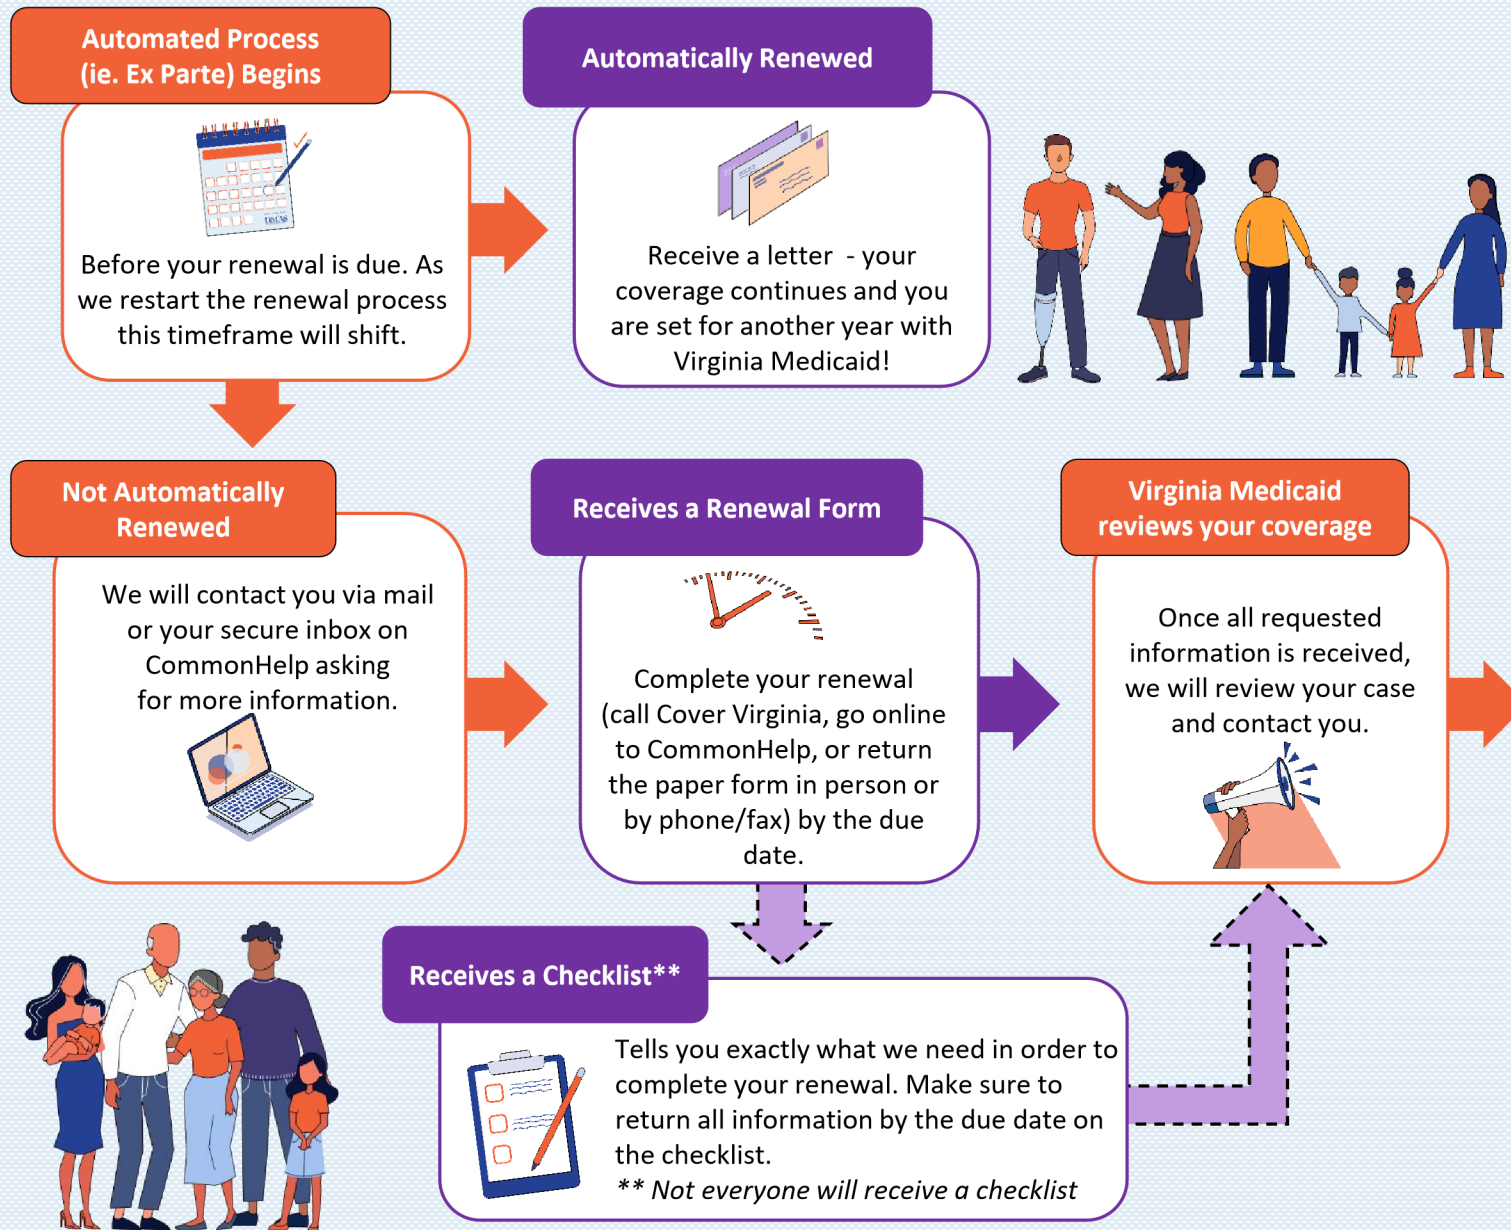 Automated Process
(ie. Ex Parte) Begins
Before your renewal is due. As
we restart the renewal process
this timeframe will shift.
Automatically Renewed
Receive a letter - your
coverage continues and you
are set for another year with
Virginia Medicaid!
Not Automatically
Renewed
We will contact you via mail
or your secure inbox on
CommonHelp asking
for more information.
Receives a Renewal Form
Complete your renewal
(call Cover Virginia, go online
to CommonHelp, or return
the paper form in person or
by phone/fax) by the due
date.
Virginia Medicaid
reviews your coverage
Once all requested
information is received,
we will review your case
and contact you.
Receives a Checklist**
Tells you exactly what we need in order to
complete your renewal. Make sure to
return all information by the due date on
the checklist.
** Not everyone will receive a checklist